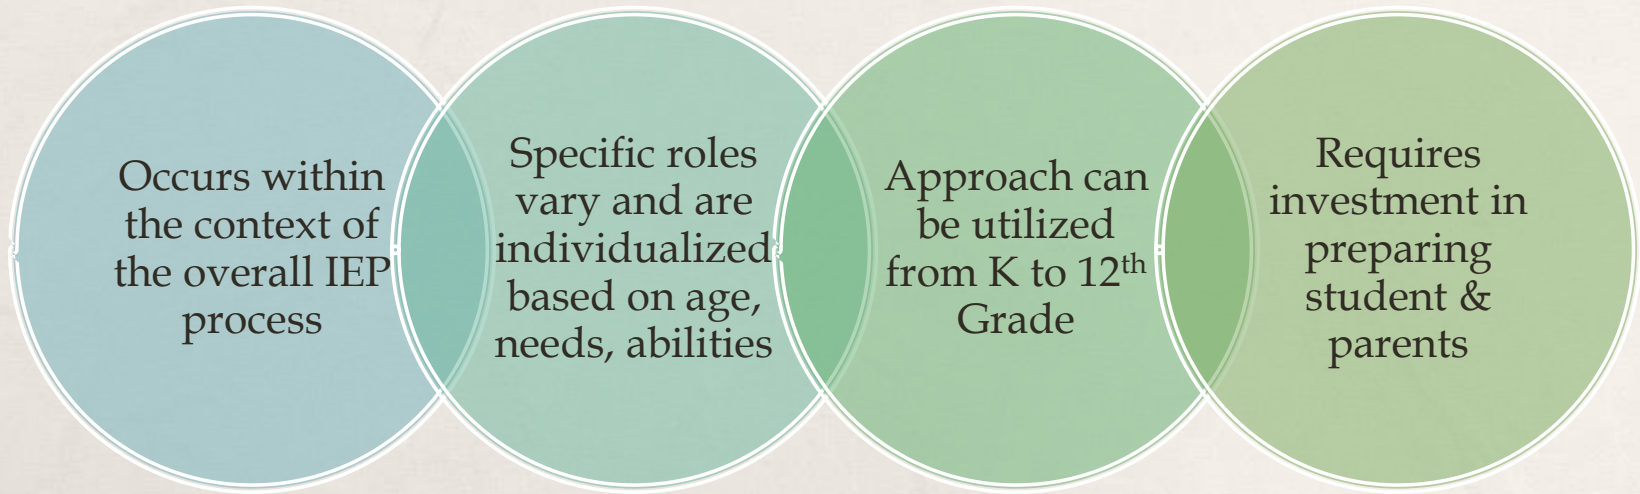 Occurs within
the context of
the overall IEP
process
Specific roles
vary and are
individualized
based on age,
needs, abilities
Approach can
be utilized
from K to 12th
Grade
Requires
investment in
preparing
student &
parents